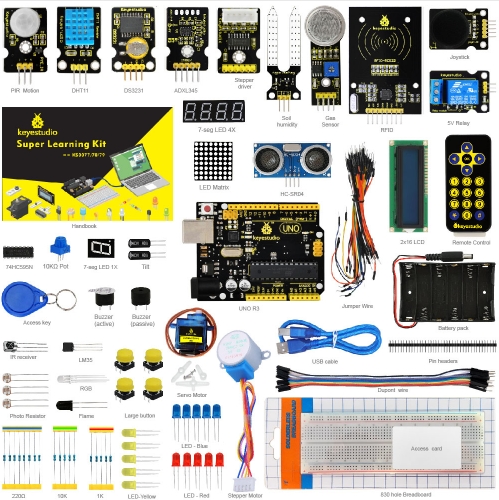 PIR Motion
DHT11
DS3231
ADXL345
Stepper
driver
Soil
humidity
Gas
Sensor
RFID
Joystick
5V Relay
keyestudio
Super Learning Kit
Handbook
7-seg LED 4X
LED Matrix
HC-SR04
HC-SR04
Jumper Wire
2x16 LCD
Remote Control
keyestudio
UNO
UNO R3
74HC595N
10KΩ Pot
7-seg LED 1X
Tilt
Battery pack
Access key
Buzzer
(active)
Buzzer
(passive)
USB cable
Pin headers
IR receiver
LM35
RGB
Servo Motor
Dupont wire
Photo Resistor
Flame
Large button
LED - Blue
Access card
220Ω
10K
1K
LED-Yellow
LED - Red
Stepper Motor
830 hole Breadboard